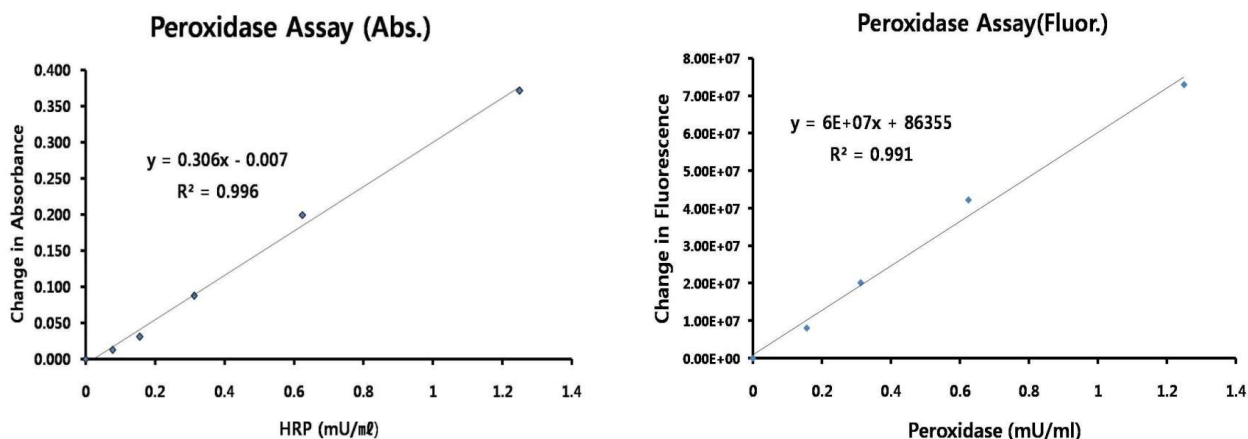 Peroxidase Assay (Abs.)
Change in Absorbance
0.400
0.350
0.300
0.250
0.200
0.150
0.100
0.050
0.000
y = 0.306x - 0.007
R² = 0.996
0 0.2 0.4 0.6 0.8 1 1.2 1.4
HRP (mU/㎖)
Peroxidase Assay(Fluor.)
Change in Fluorescence
8.00E+07
7.00E+07
6.00E+07
5.00E+07
4.00E+07
3.00E+07
2.00E+07
1.00E+07
0.00E+00
y = 6E+07x + 86355
R² = 0.991
0 0.2 0.4 0.6 0.8 1 1.2 1.4
Peroxidase (mU/ml)